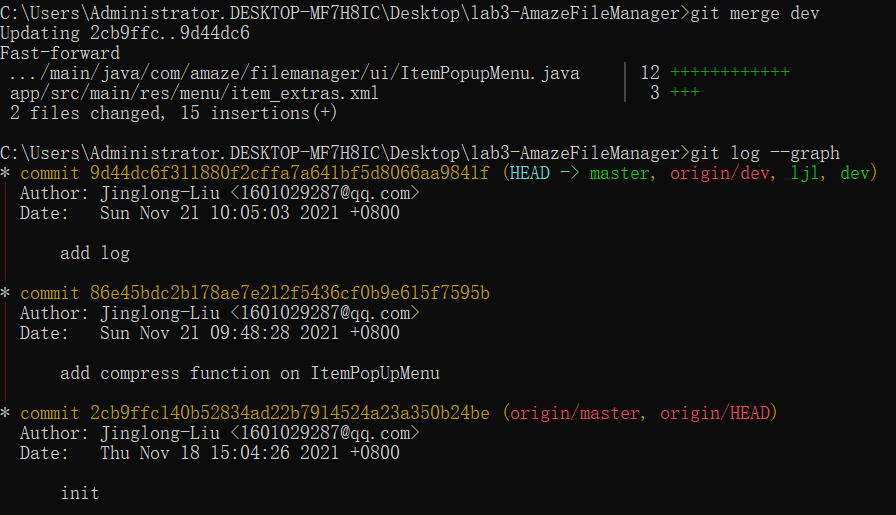 C:\Users\Administrator.DESKTOP-MF7H8IC\Desktop\lab3-AmazeFileManager>git merge dev
Updating 2cb9ffc..9d44dc6
Fast-forward
.../main/java/com/amaze/filemanager/ui/ItemPopupMenu.java | 12 ++++++++++++
app/src/main/res/menu/item_extras.xml | 3 +++
2 files changed, 15 insertions(+)
C:\Users\Administrator.DESKTOP-MF7H8IC\Desktop\lab3-AmazeFileManager>git log --graph
* commit 9d44dc6f311880f2cffa7a641bf5d8066aa9841f (HEAD -> master, origin/dev, ljl, dev)
Author: Jinglong-Liu <1601029287@qq.com>
Date: Sun Nov 21 10:05:03 2021 +0800
add log
* commit 86e45bdc2b178ae7e212f5436cf0b9e615f7595b
Author: Jinglong-Liu <1601029287@qq.com>
Date: Sun Nov 21 09:48:28 2021 +0800
add compress function on ItemPopUpMenu
* commit 2cb9ffc140b52834ad22b7914524a23a350b24be (origin/master, origin/HEAD)
Author: Jinglong-Liu <1601029287@qq.com>
Date: Thu Nov 18 15:04:26 2021 +0800
init